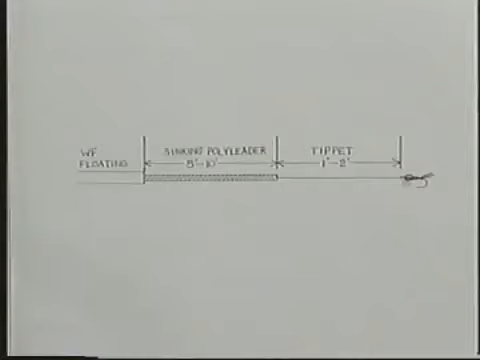 WF
FLOATING
SINKING POLYLEADER
5'-10'
TIPPET
1'-2'